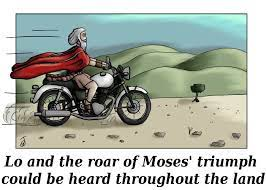 Lo and the roar of Moses' triumph
could be heard throughout the land